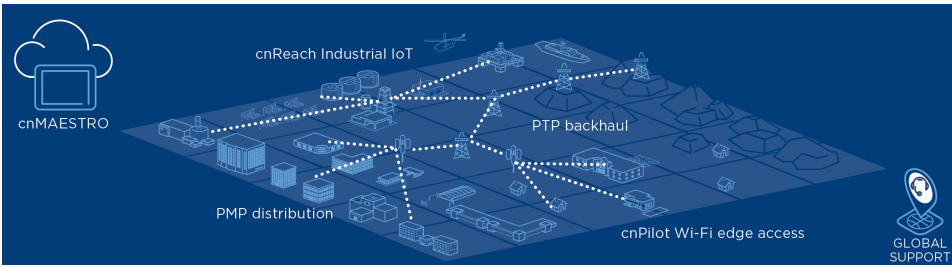 cnReach Industrial IoT
cnMAESTRO
PTP backhaul
PMP distribution
cnPilot Wi-Fi edge access
GLOBAL
SUPPORT